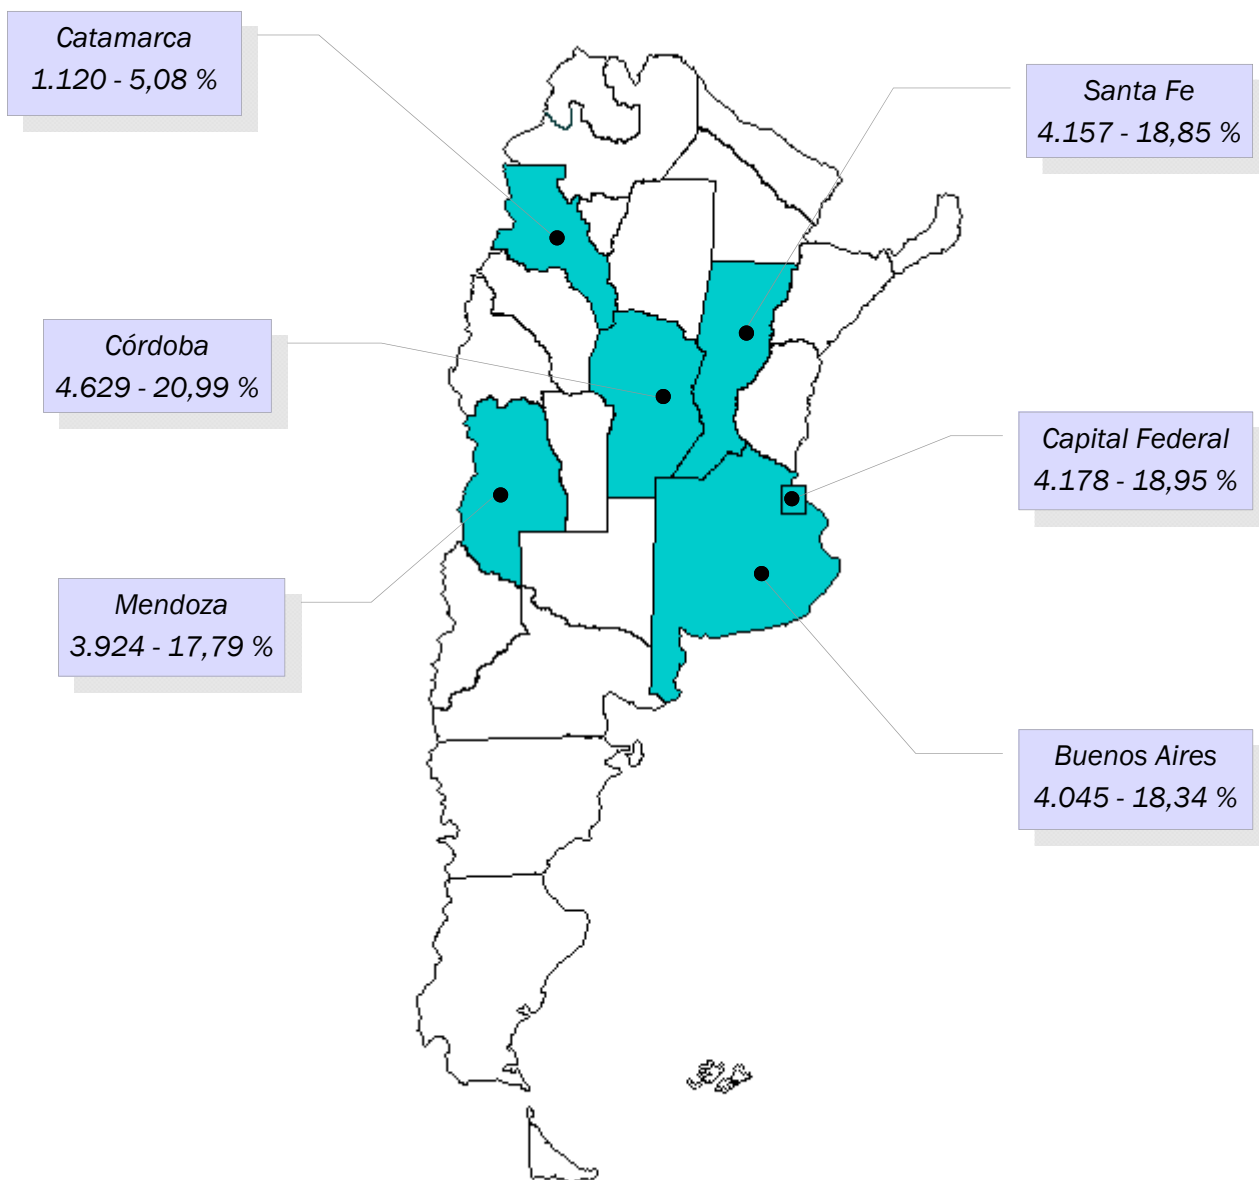 Catamarca
1.120 - 5,08 %
Santa Fe
4.157 - 18,85 %
Córdoba
4.629 - 20,99 %
Capital Federal
4.178 - 18,95 %
Mendoza
3.924 - 17,79 %
Buenos Aires
4.045 - 18,34 %